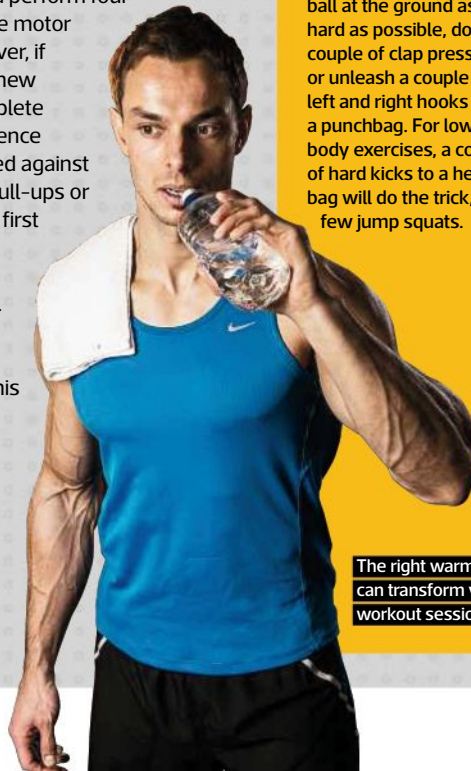 perform four
e motor
ver, if
new
plete
ence
ed against
ull-ups or
first
his
ball at the ground as
hard as possible, do
couple of clap press
or unleash a couple
left and right hooks
a punchbag. For low
body exercises, a co
of hard kicks to a he
bag will do the trick,
few jump squats.
The right warm
can transform
workout sessio